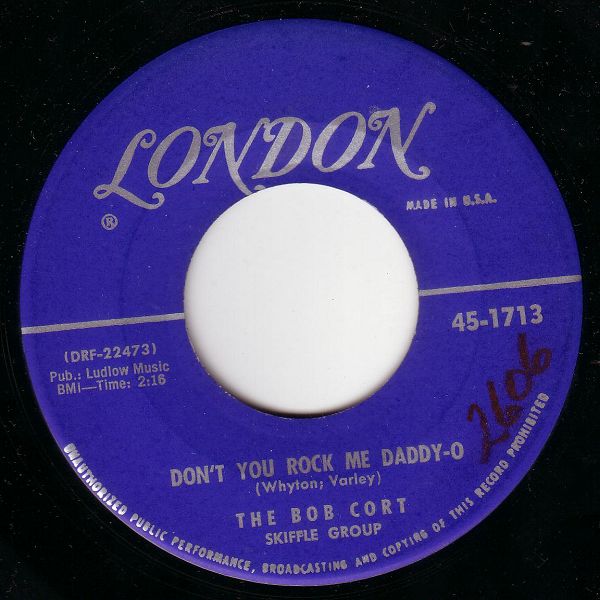 LONDON
®
MADE IN U.S.A.
45-1713
(DRF-22473)
Pub.: Ludlow Music
BMI—Time: 2:16
2606
DON'T YOU ROCK ME DADDY-O
(Whyton; Varley)
THE BOB CORT
SKIFFLE GROUP
UNAUTHORIZED PUBLIC PERFORMANCE, BROADCASTING AND COPYING OF THIS RECORD PROHIBITED